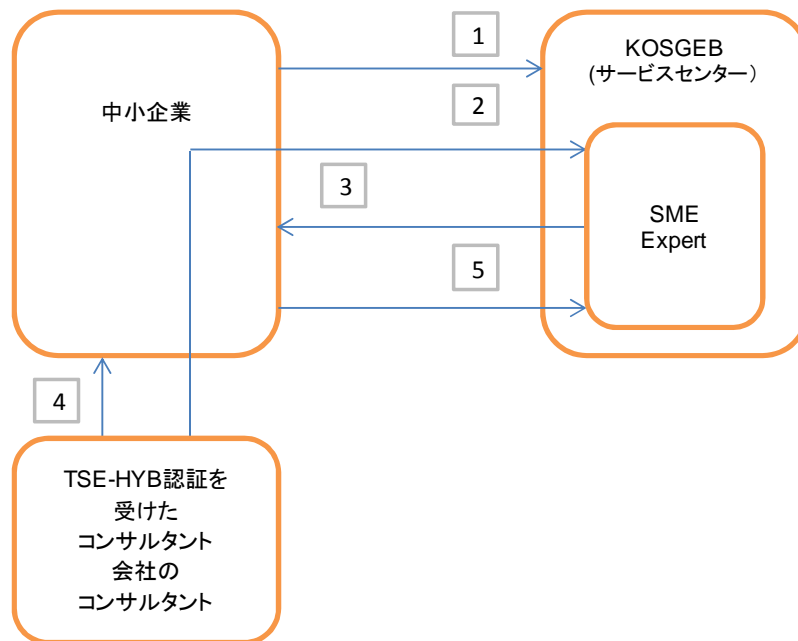 1
KOSGEB
(サービスセンター）
中小企業
2
3
SME
Expert
5
4
TSE-HYB認証を
受けた
コンサルタント
会社の
コンサルタント